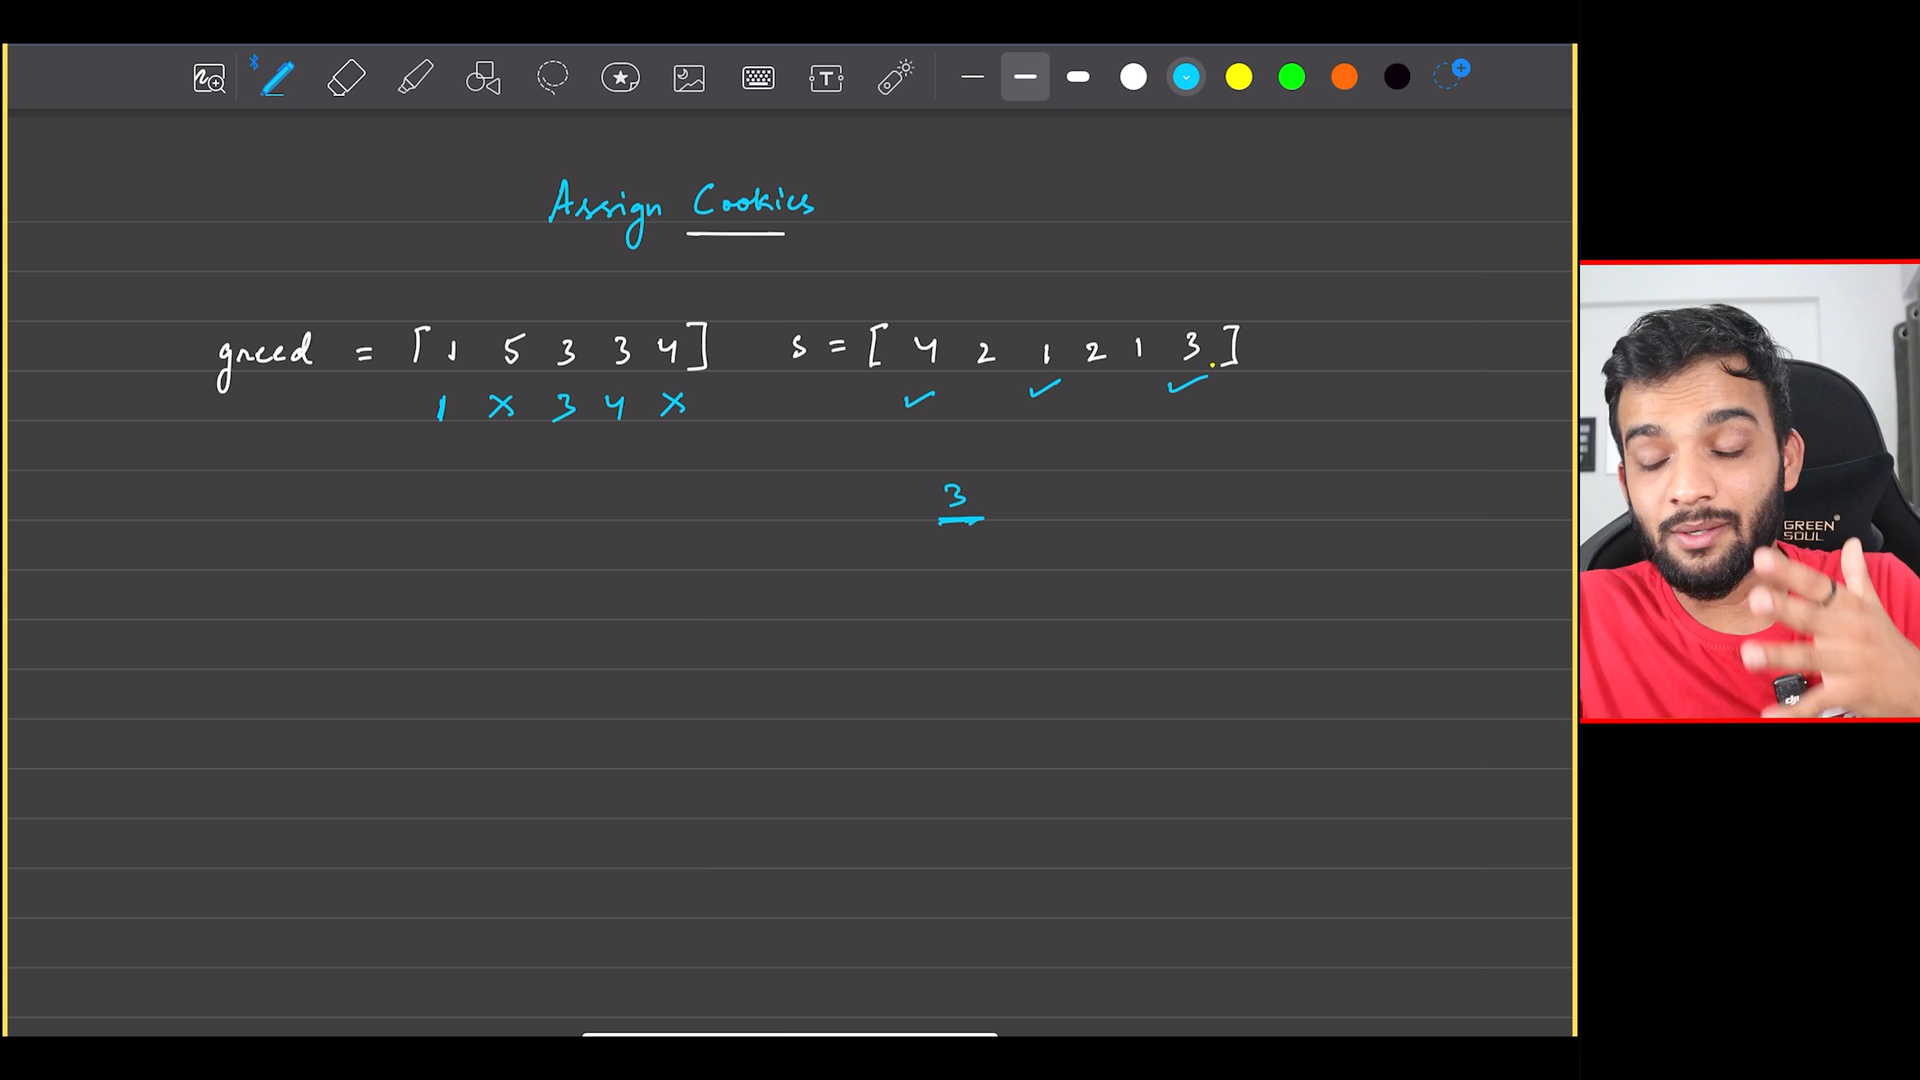 Assign Cookies
greed = [ 1 5 3 3 4 ] s = [ 4 2 1 2 1 3 ]
1 x 3 4 x ✓ ✓ ✓
3
GREEN
SOUL
dji
T